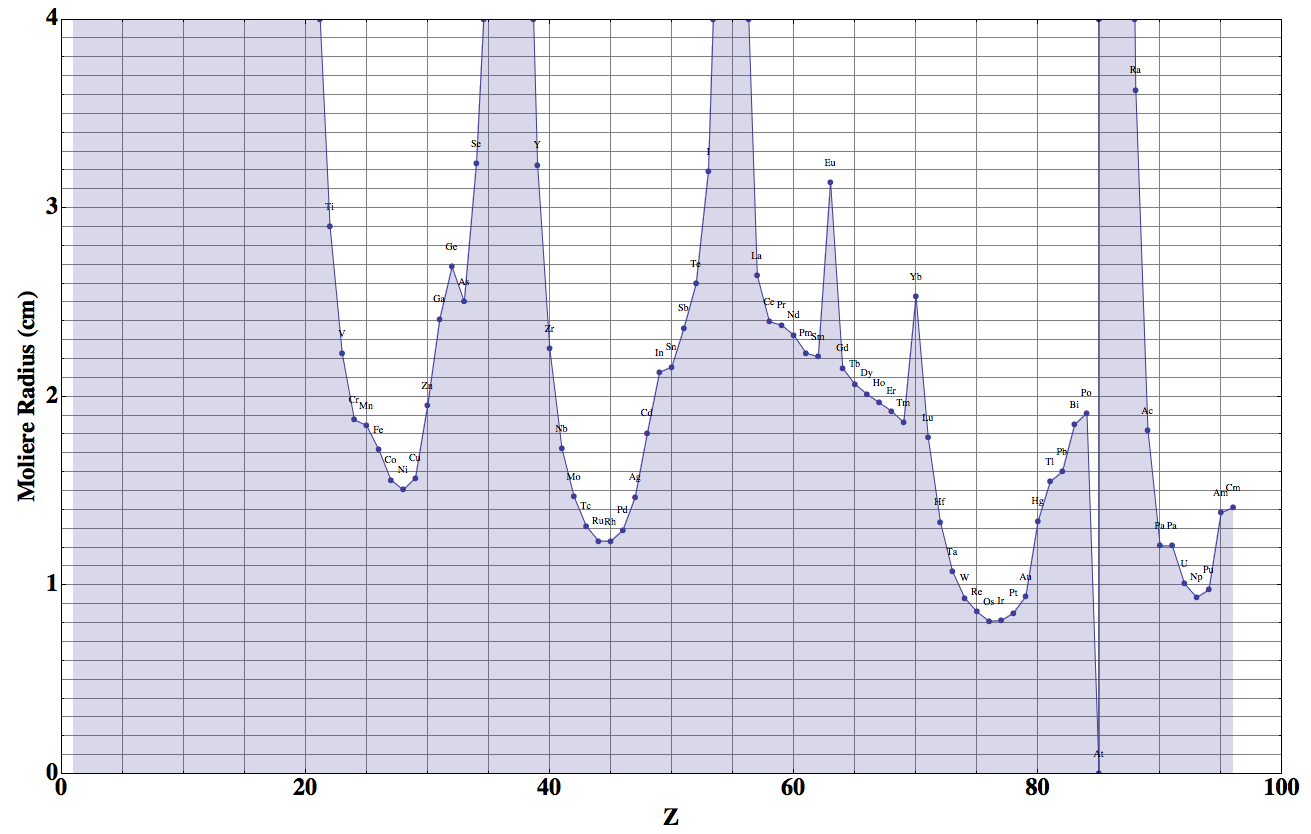 Moliere Radius (cm)
4
3
2
1
0
Ti
V
Cr
Mn
Fe
Co
Ni
Cu
Zn
Ga
Ge
As
Se
Y
Zr
Nb
Mo
Tc
Ru
Rh
Pd
Ag
Cd
In
Sn
Sb
Te
I
La
Ce
Pr
Nd
Pm
Sm
Eu
Gd
Tb
Dy
Ho
Er
Tm
Yb
Lu
Hf
Ta
W
Re
Os
Ir
Pt
Au
Hg
Tl
Pb
Bi
Po
At
Ra
Ac
Pa
Pa
U
Np
Pu
Am
Cm
0
20
40
60
80
100
Z